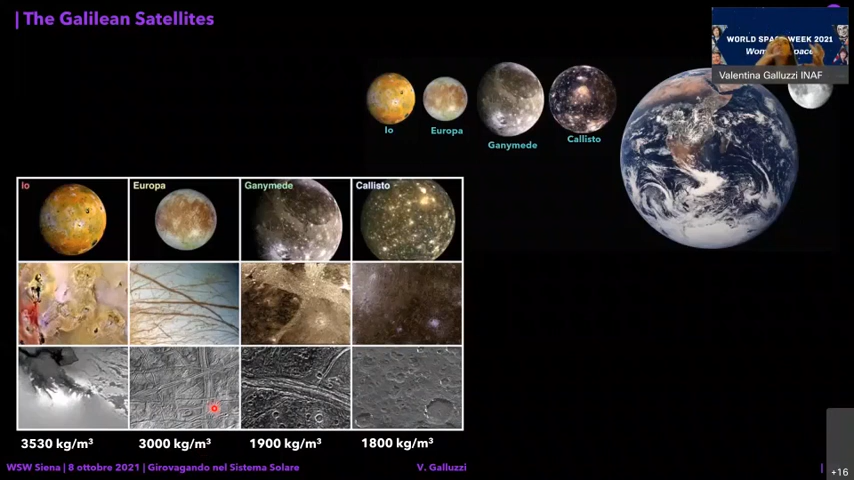 | The Galilean Satellites
WORLD SPACE WEEK 2021
Valentina Galluzzi INAF
Io
Europa
Ganymede
Callisto
Io
Europa
Ganymede
Callisto
3530 kg/m³
3000 kg/m³
1900 kg/m³
1800 kg/m³
WSW Siena | 8 ottobre 2021 | Girovagando nel Sistema Solare
V. Galluzzi
|
+16